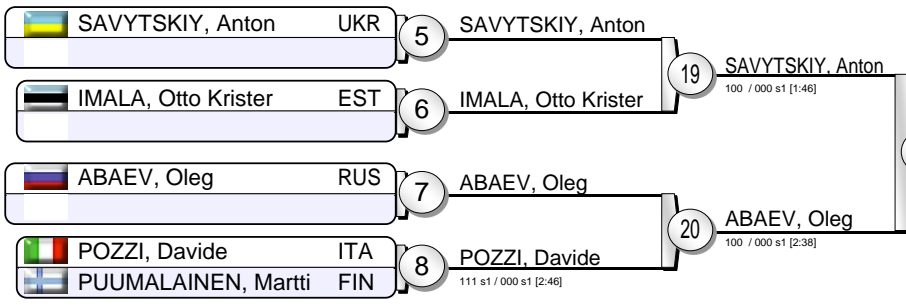 SAVYTSKIY, Anton UKR
5
SAVYTSKIY, Anton
19
SAVYTSKIY, Anton
100 / 000 s1 [1:46]
IMALA, Otto Krister EST
6
IMALA, Otto Krister
ABAEV, Oleg RUS
7
ABAEV, Oleg
20
ABAEV, Oleg
100 / 000 s1 [2:38]
POZZI, Davide ITA
PUUMALAINEN, Martti FIN
8
POZZI, Davide
111 s1 / 000 s1 [2:46]